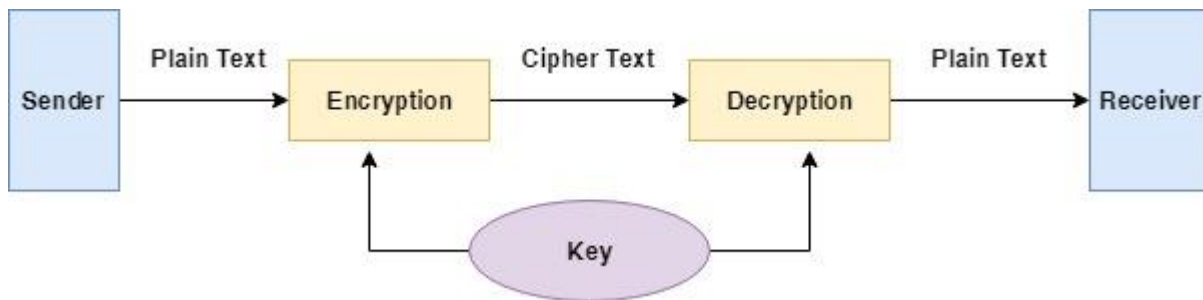 Plain Text
Cipher Text
Plain Text
Sender
Encryption
Decryption
Receiver
Key